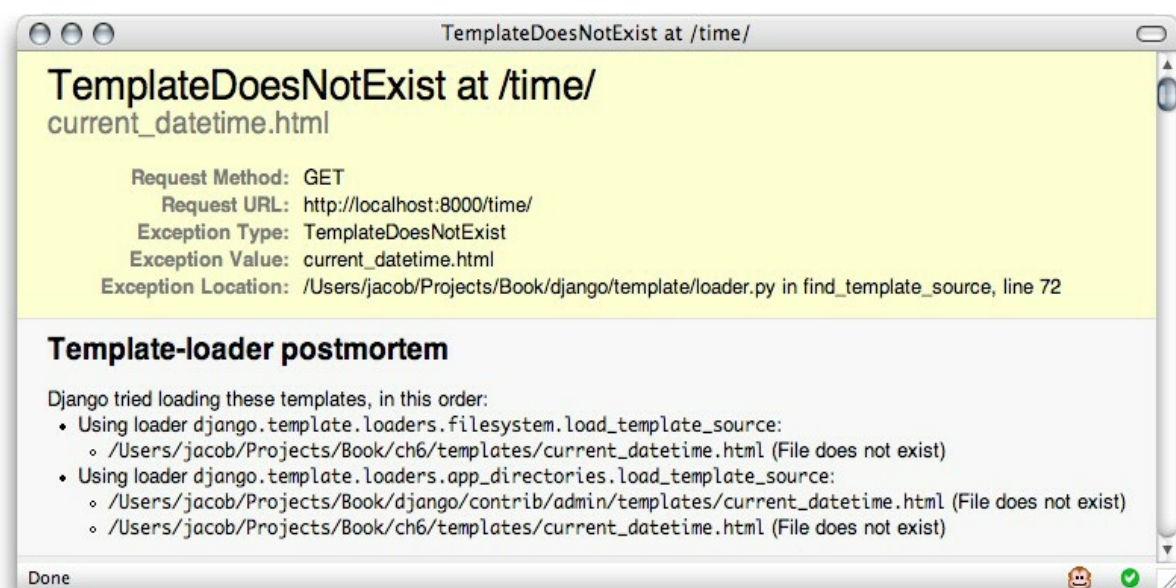 TemplateDoesNotExist at /time/
TemplateDoesNotExist at /time/
current_datetime.html
Request Method: GET
Request URL: http://localhost:8000/time/
Exception Type: TemplateDoesNotExist
Exception Value: current_datetime.html
Exception Location: /Users/jacob/Projects/Book/django/template/loader.py in find_template_source, line 72
Template-loader postmortem
Django tried loading these templates, in this order:
• Using loader django.template.loaders.filesystem.load_template_source:
◦ /Users/jacob/Projects/Book/ch6/templates/current_datetime.html (File does not exist)
• Using loader django.template.loaders.app_directories.load_template_source:
◦ /Users/jacob/Projects/Book/django/contrib/admin/templates/current_datetime.html (File does not exist)
◦ /Users/jacob/Projects/Book/ch6/templates/current_datetime.html (File does not exist)
Done